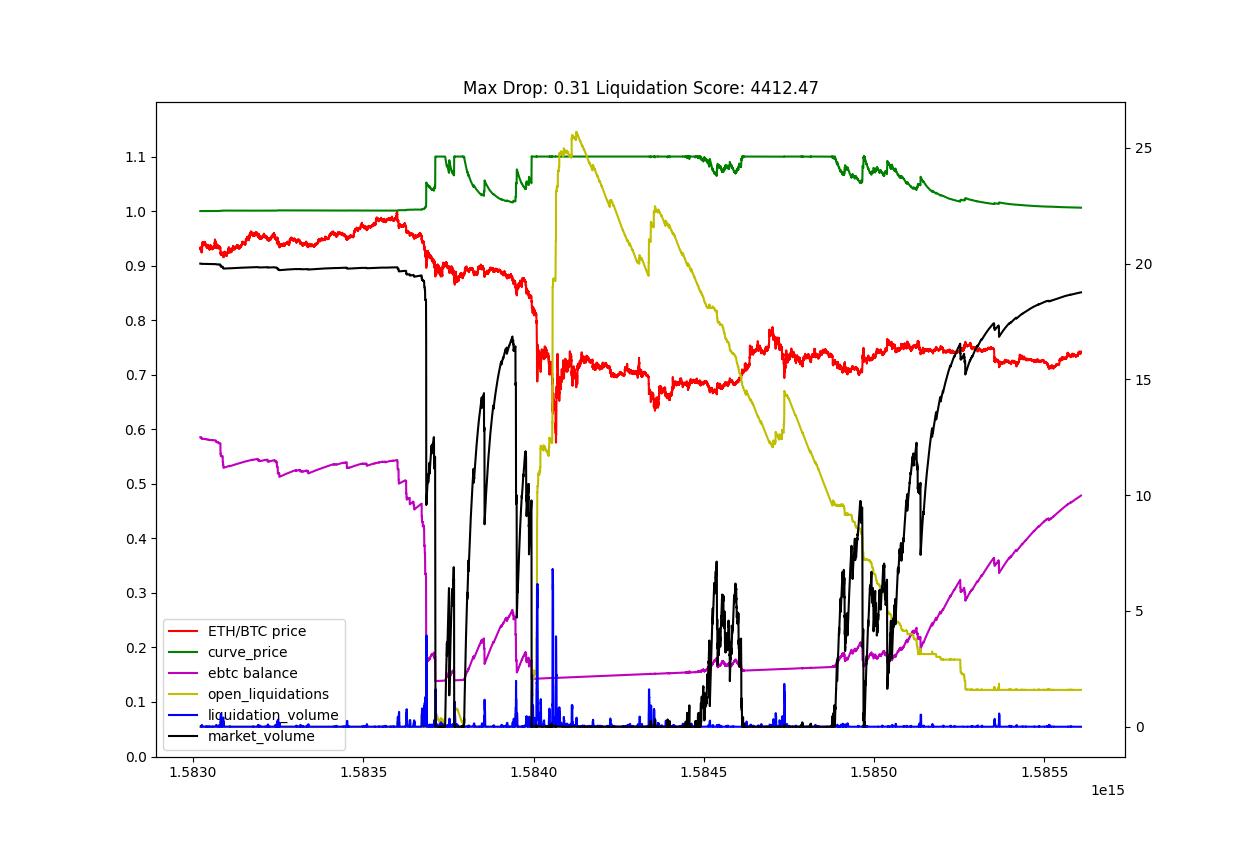 Max Drop: 0.31 Liquidation Score: 4412.47
1.1
1.0
0.9
0.8
0.7
0.6
0.5
0.4
0.3
0.2
0.1
0.0
25
20
15
10
5
0
ETH/BTC price
curve_price
ebtc balance
open_liquidations
liquidation_volume
market_volume
1.5830 1.5835 1.5840 1.5845 1.5850 1.5855
1e15